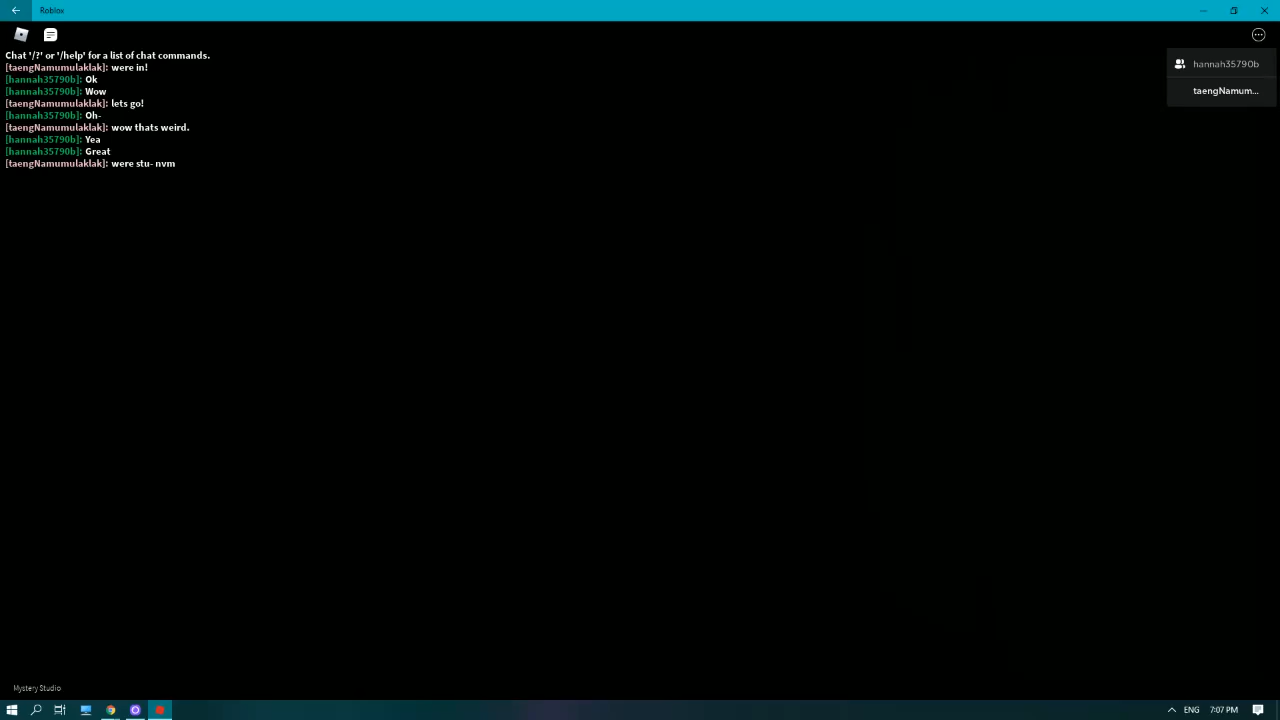 Roblox
Chat '/?' or '/help' for a list of chat commands.
[taengNamumulaklak]: were in!
[hannah35790b]: Ok
[hannah35790b]: Wow
[taengNamumulaklak]: lets go!
[hannah35790b]: Oh-
[taengNamumulaklak]: wow thats weird.
[hannah35790b]: Yea
[hannah35790b]: Great
[taengNamumulaklak]: were stu- nvm
hannah35790b
taengNamum...
Mystery Studio
ENG 7:07 PM